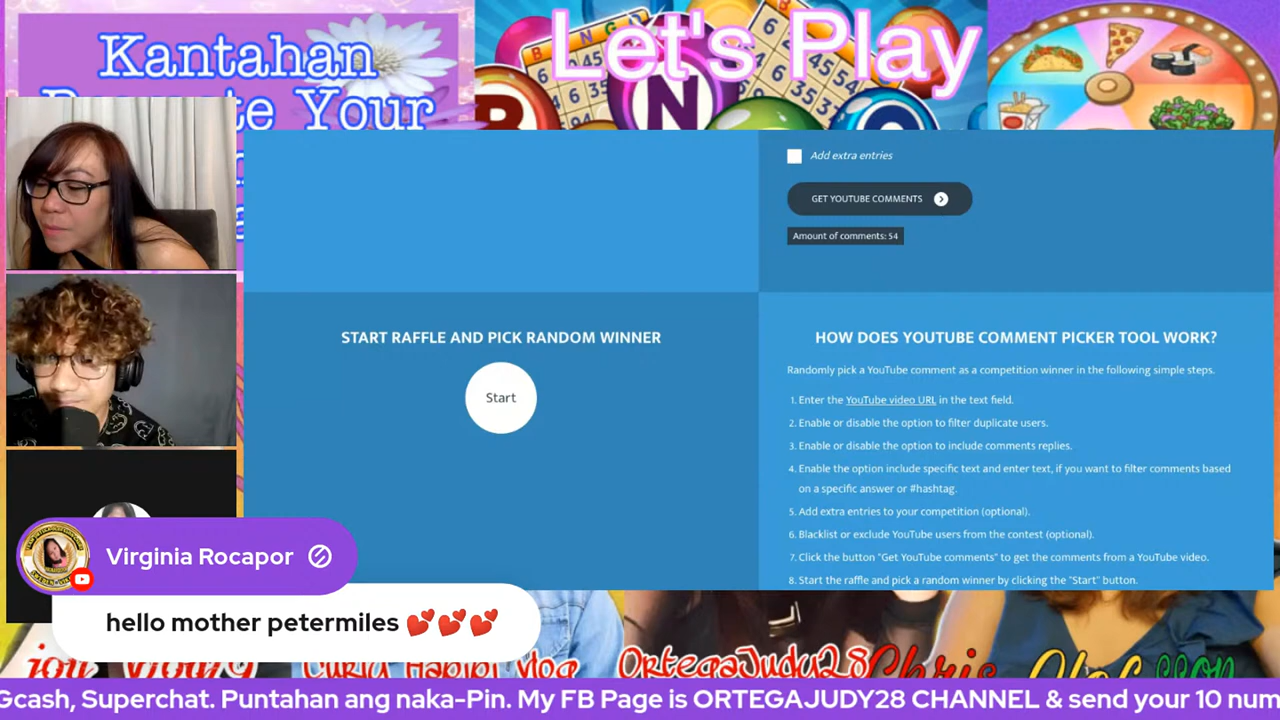 Kantahan
Let's Play
Promote Your
B I N G O
Add extra entries
GET YOUTUBE COMMENTS
Amount of comments: 54
START RAFFLE AND PICK RANDOM WINNER
Start
HOW DOES YOUTUBE COMMENT PICKER TOOL WORK?
Randomly pick a YouTube comment as a competition winner in the following simple steps.
1. Enter the YouTube video URL in the text field.
2. Enable or disable the option to filter duplicate users.
3. Enable or disable the option to include comments replies.
4. Enable the option include specific text and enter text, if you want to filter comments based
on a specific answer or #hashtag.
5. Add extra entries to your competition (optional).
6. Blacklist or exclude YouTube users from the contest (optional).
7. Click the button "Get YouTube comments" to get the comments from a YouTube video.
8. Start the raffle and pick a random winner by clicking the "Start" button.
Virginia Rocapor
hello mother petermiles 💕💕💕
Curly Habibi Vlog
OrtegaJudy28
Chris
Gcash, Superchat. Puntahan ang naka-Pin. My FB Page is ORTEGAJUDY28 CHANNEL & send your 10 num